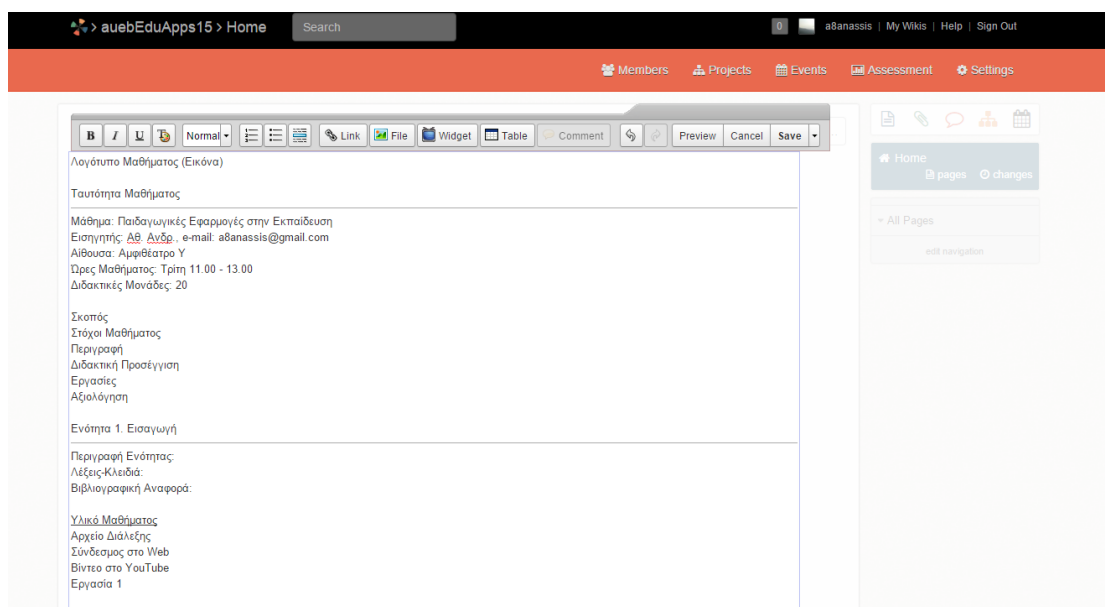 > auebEduApps15 > Home
Search
0 a8anassis | My Wikis | Help | Sign Out
Members Projects Events Assessment Settings
B I U Normal Link File Widget Table Comment Preview Cancel Save
Λογότυπο Μαθήματος (Εικόνα)
Ταυτότητα Μαθήματος
Μάθημα: Παιδαγωγικές Εφαρμογές στην Εκπαίδευση
Εισηγητής: Αθ. Ανδρ., e-mail: a8anassis@gmail.com
Αίθουσα: Αμφιθέατρο Υ
Ώρες Μαθήματος: Τρίτη 11.00 - 13.00
Διδακτικές Μονάδες: 20
Σκοπός
Στόχοι Μαθήματος
Περιγραφή
Διδακτική Προσέγγιση
Εργασίες
Αξιολόγηση
Ενότητα 1. Εισαγωγή
Περιγραφή Ενότητας:
Λέξεις-Κλειδιά:
Βιβλιογραφική Αναφορά:
Υλικό Μαθήματος
Αρχείο Διάλεξης
Σύνδεσμος στο Web
Βίντεο στο YouTube
Εργασία 1
Home
pages changes
All Pages
edit navigation